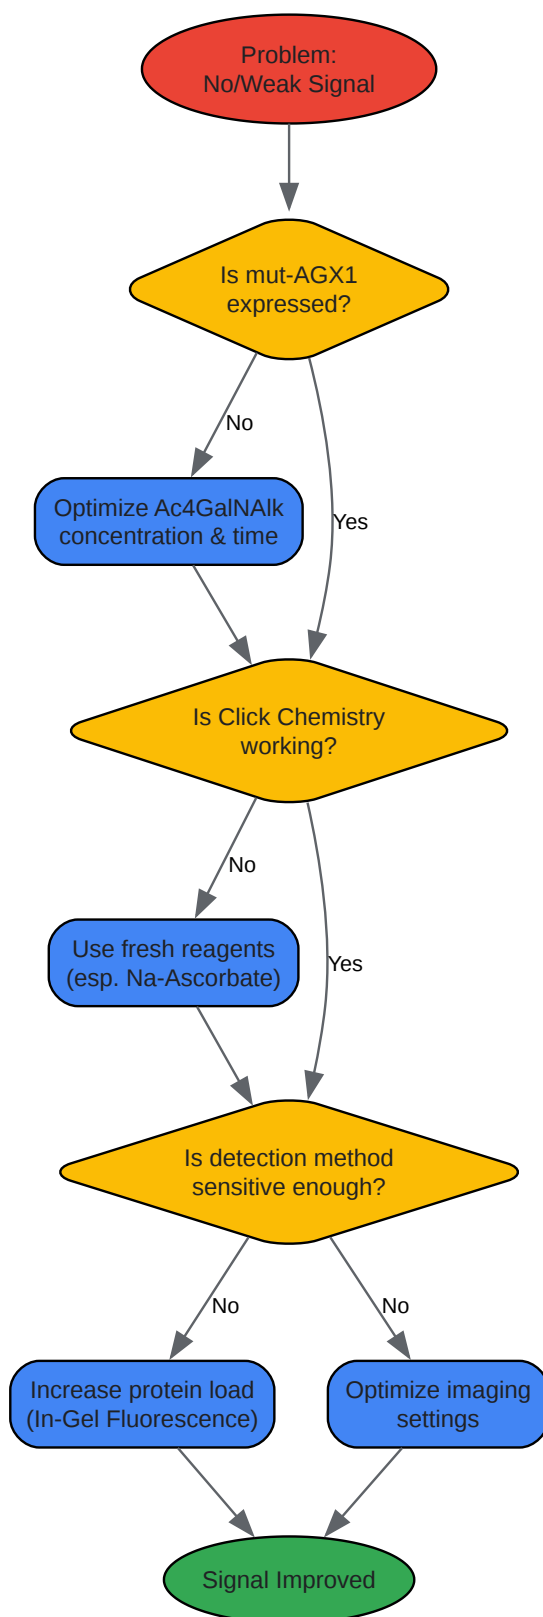 Problem:
No/Weak Signal
Is mut-AGX1
expressed?
No
Optimize Ac4GalNAlk
concentration & time
Yes
Is Click Chemistry
working?
No
Use fresh reagents
(esp. Na-Ascorbate)
Yes
Is detection method
sensitive enough?
No
No
Increase protein load
(In-Gel Fluorescence)
Optimize imaging
settings
Signal Improved